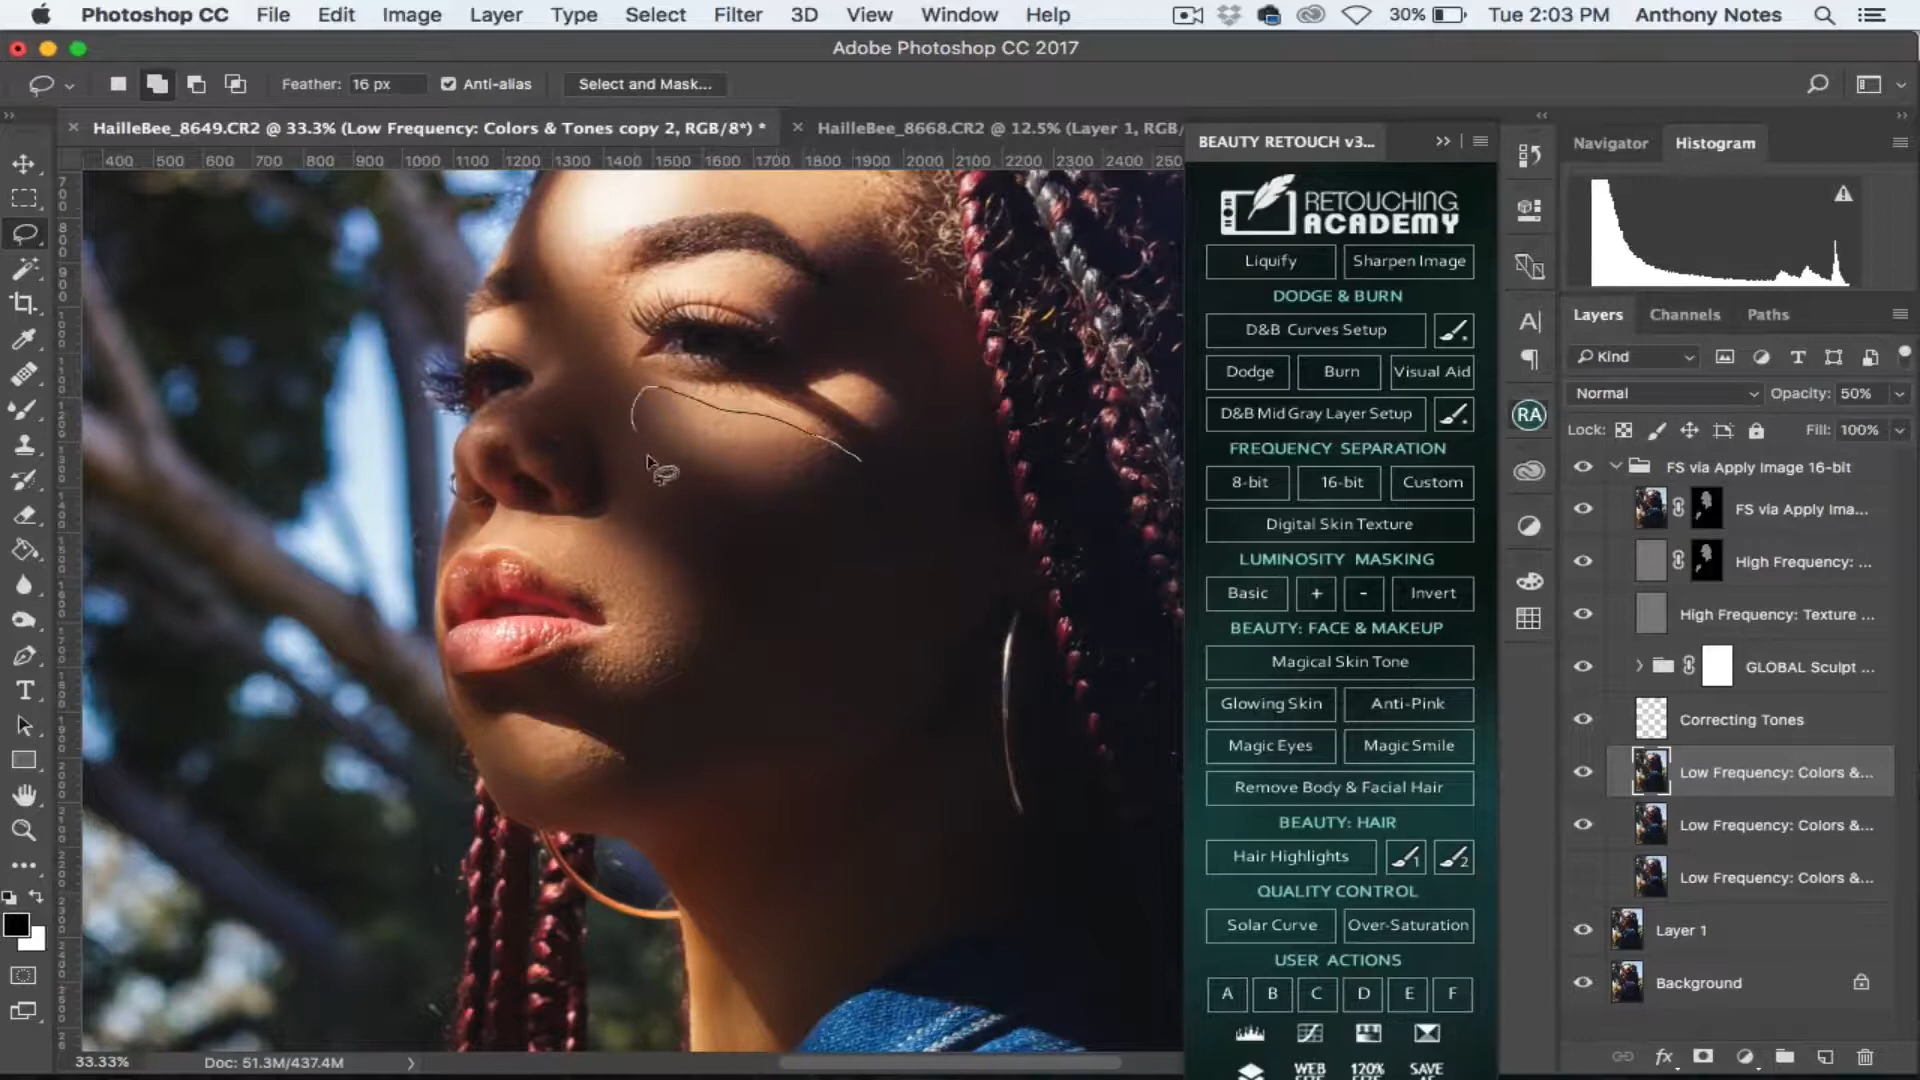 Photoshop CC File Edit Image Layer Type Select Filter 3D View Window Help 30% Tue 2:03 PM Anthony Notes
Adobe Photoshop CC 2017
Feather: 16 px Anti-alias Select and Mask...
HailleBee_8649.CR2 @ 33.3% (Low Frequency: Colors & Tones copy 2, RGB/8*) * HailleBee_8668.CR2 @ 12.5% (Layer 1, RGB/
400 500 600 700 800 900 1000 1100 1200 1300 1400 1500 1600 1700 1800 1900 2000 2100 2200 2300 2400 250
BEAUTY RETOUCH v3...
RETOUCHING
ACADEMY
Liquify Sharpen Image
DODGE & BURN
D&B Curves Setup
Dodge Burn Visual Aid
D&B Mid Gray Layer Setup
FREQUENCY SEPARATION
8-bit 16-bit Custom
Digital Skin Texture
LUMINOSITY MASKING
Basic + - Invert
BEAUTY: FACE & MAKEUP
Magical Skin Tone
Glowing Skin Anti-Pink
Magic Eyes Magic Smile
Remove Body & Facial Hair
BEAUTY: HAIR
Hair Highlights 1 2
QUALITY CONTROL
Solar Curve Over-Saturation
USER ACTIONS
A B C D E F
WEB 120% SAVE
RA
Navigator Histogram
Layers Channels Paths
Kind
Normal Opacity: 50%
Lock: Fill: 100%
FS via Apply Image 16-bit
FS via Apply Ima...
High Frequency: ...
High Frequency: Texture ...
GLOBAL Sculpt ...
Correcting Tones
Low Frequency: Colors &...
Low Frequency: Colors &...
Low Frequency: Colors &...
Layer 1
Background
33.33% Doc: 51.3M/437.4M